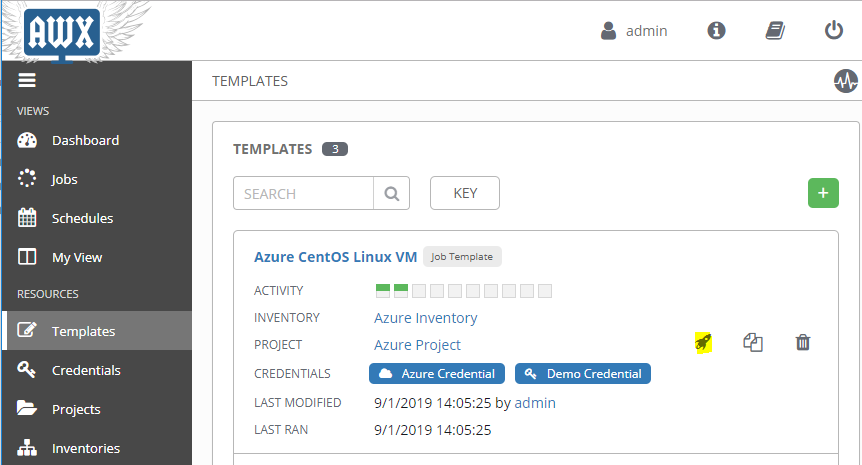 AWX
admin
VIEWS
Dashboard
Jobs
Schedules
My View
RESOURCES
Templates
Credentials
Projects
Inventories
TEMPLATES
TEMPLATES 3
SEARCH KEY +
Azure CentOS Linux VM Job Template
ACTIVITY
INVENTORY Azure Inventory
PROJECT Azure Project
CREDENTIALS Azure Credential Demo Credential
LAST MODIFIED 9/1/2019 14:05:25 by admin
LAST RAN 9/1/2019 14:05:25